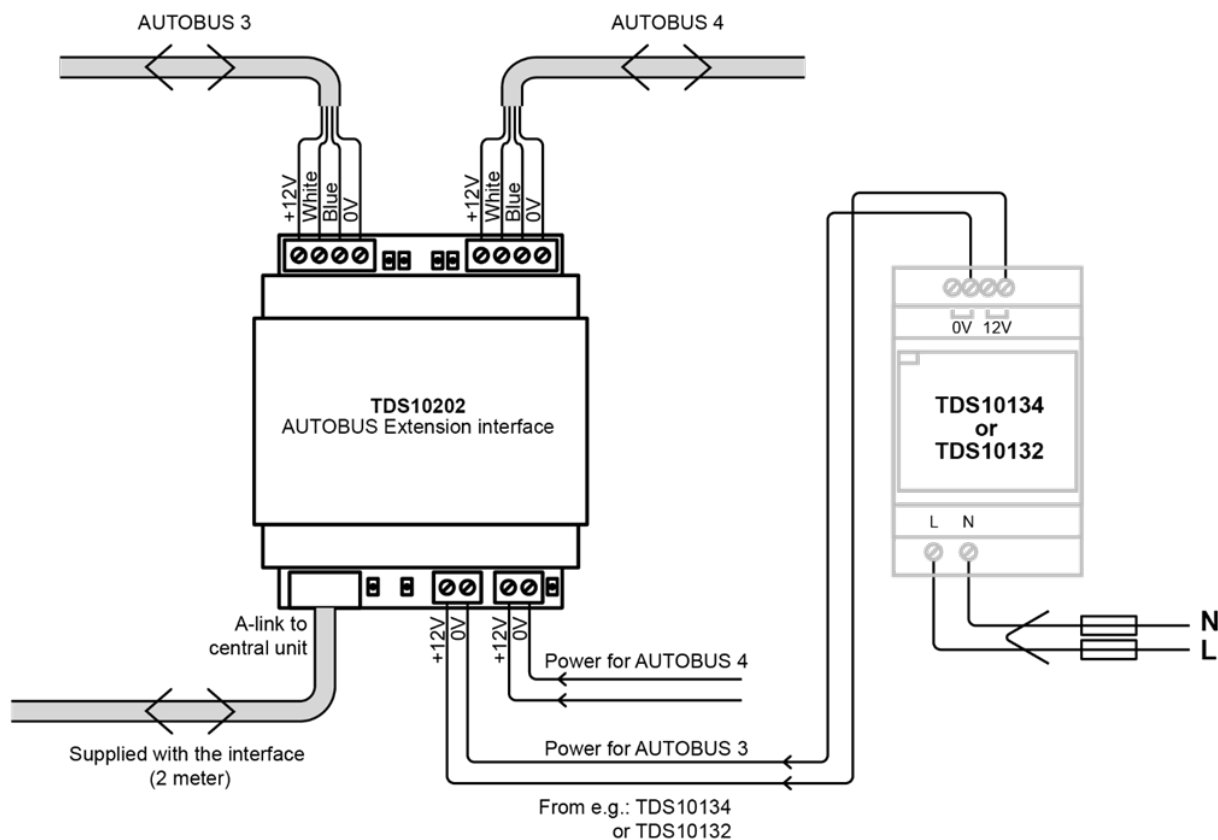 AUTOBUS 3
AUTOBUS 4
+12V
White
Blue
0V
+12V
White
Blue
0V
0V 12V
TDS10202
AUTOBUS Extension interface
TDS10134
or
TDS10132
L N
A-link to
central unit
+12V
0V
+12V
0V
N
L
Power for AUTOBUS 4
Power for AUTOBUS 3
Supplied with the interface
(2 meter)
From e.g.: TDS10134
or TDS10132